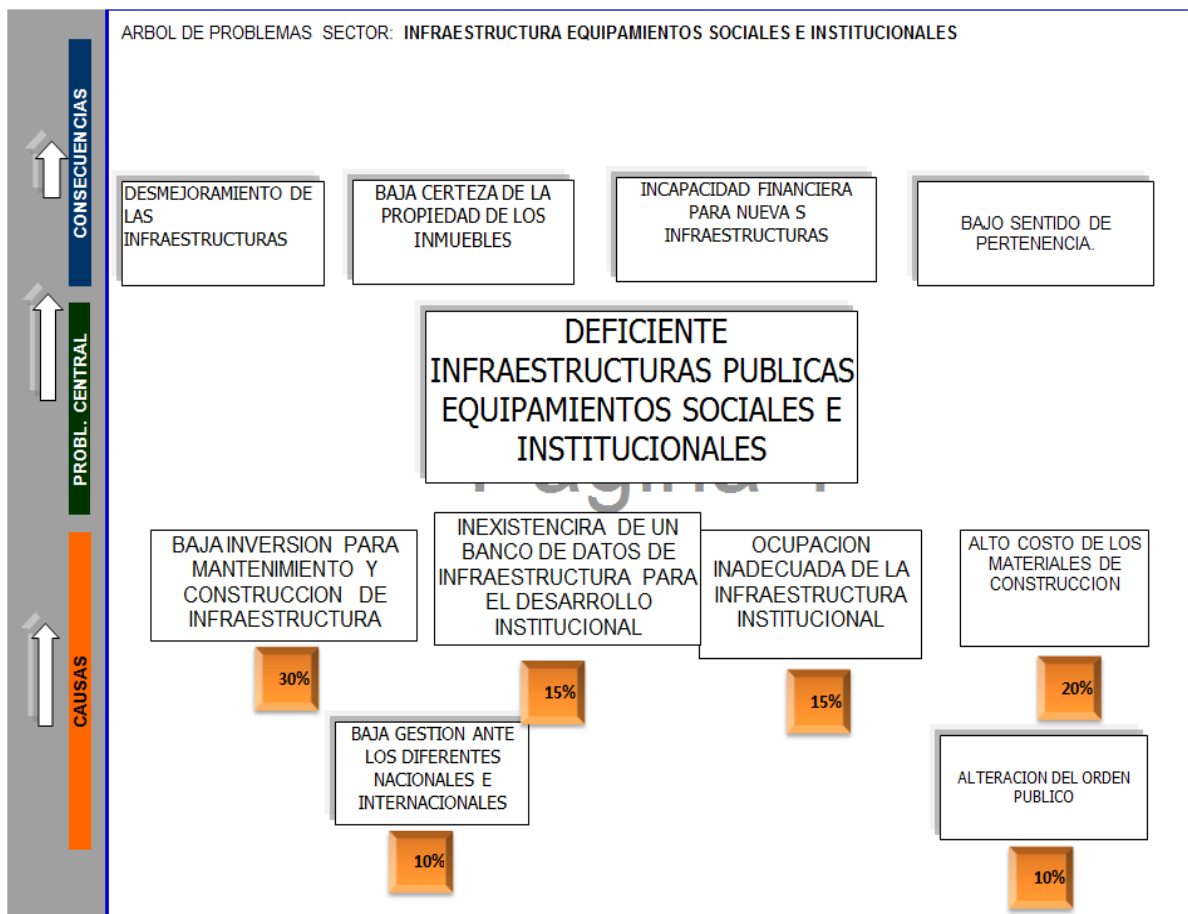 ARBOL DE PROBLEMAS SECTOR: INFRAESTRUCTURA EQUIPAMIENTOS SOCIALES E INSTITUCIONALES
CONSECUENCIAS
DESMEJORAMIENTO DE
LAS
INFRAESTRUCTURAS
BAJA CERTEZA DE LA
PROPIEDAD DE LOS
INMUEBLES
INCAPACIDAD FINANCIERA
PARA NUEVA S
INFRAESTRUCTURAS
BAJO SENTIDO DE
PERTENENCIA.
PROBL. CENTRAL
DEFICIENTE
INFRAESTRUCTURAS PUBLICAS
EQUIPAMIENTOS SOCIALES E
INSTITUCIONALES
Página 1
CAUSAS
BAJA INVERSION PARA
MANTENIMIENTO Y
CONSTRUCCION DE
INFRAESTRUCTURA
30%
INEXISTENCIRA DE UN
BANCO DE DATOS DE
INFRAESTRUCTURA PARA
EL DESARROLLO
INSTITUCIONAL
15%
OCUPACION
INADECUADA DE LA
INFRAESTRUCTURA
INSTITUCIONAL
15%
ALTO COSTO DE LOS
MATERIALES DE
CONSTRUCCION
20%
BAJA GESTION ANTE
LOS DIFERENTES
NACIONALES E
INTERNACIONALES
10%
ALTERACION DEL ORDEN
PUBLICO
10%